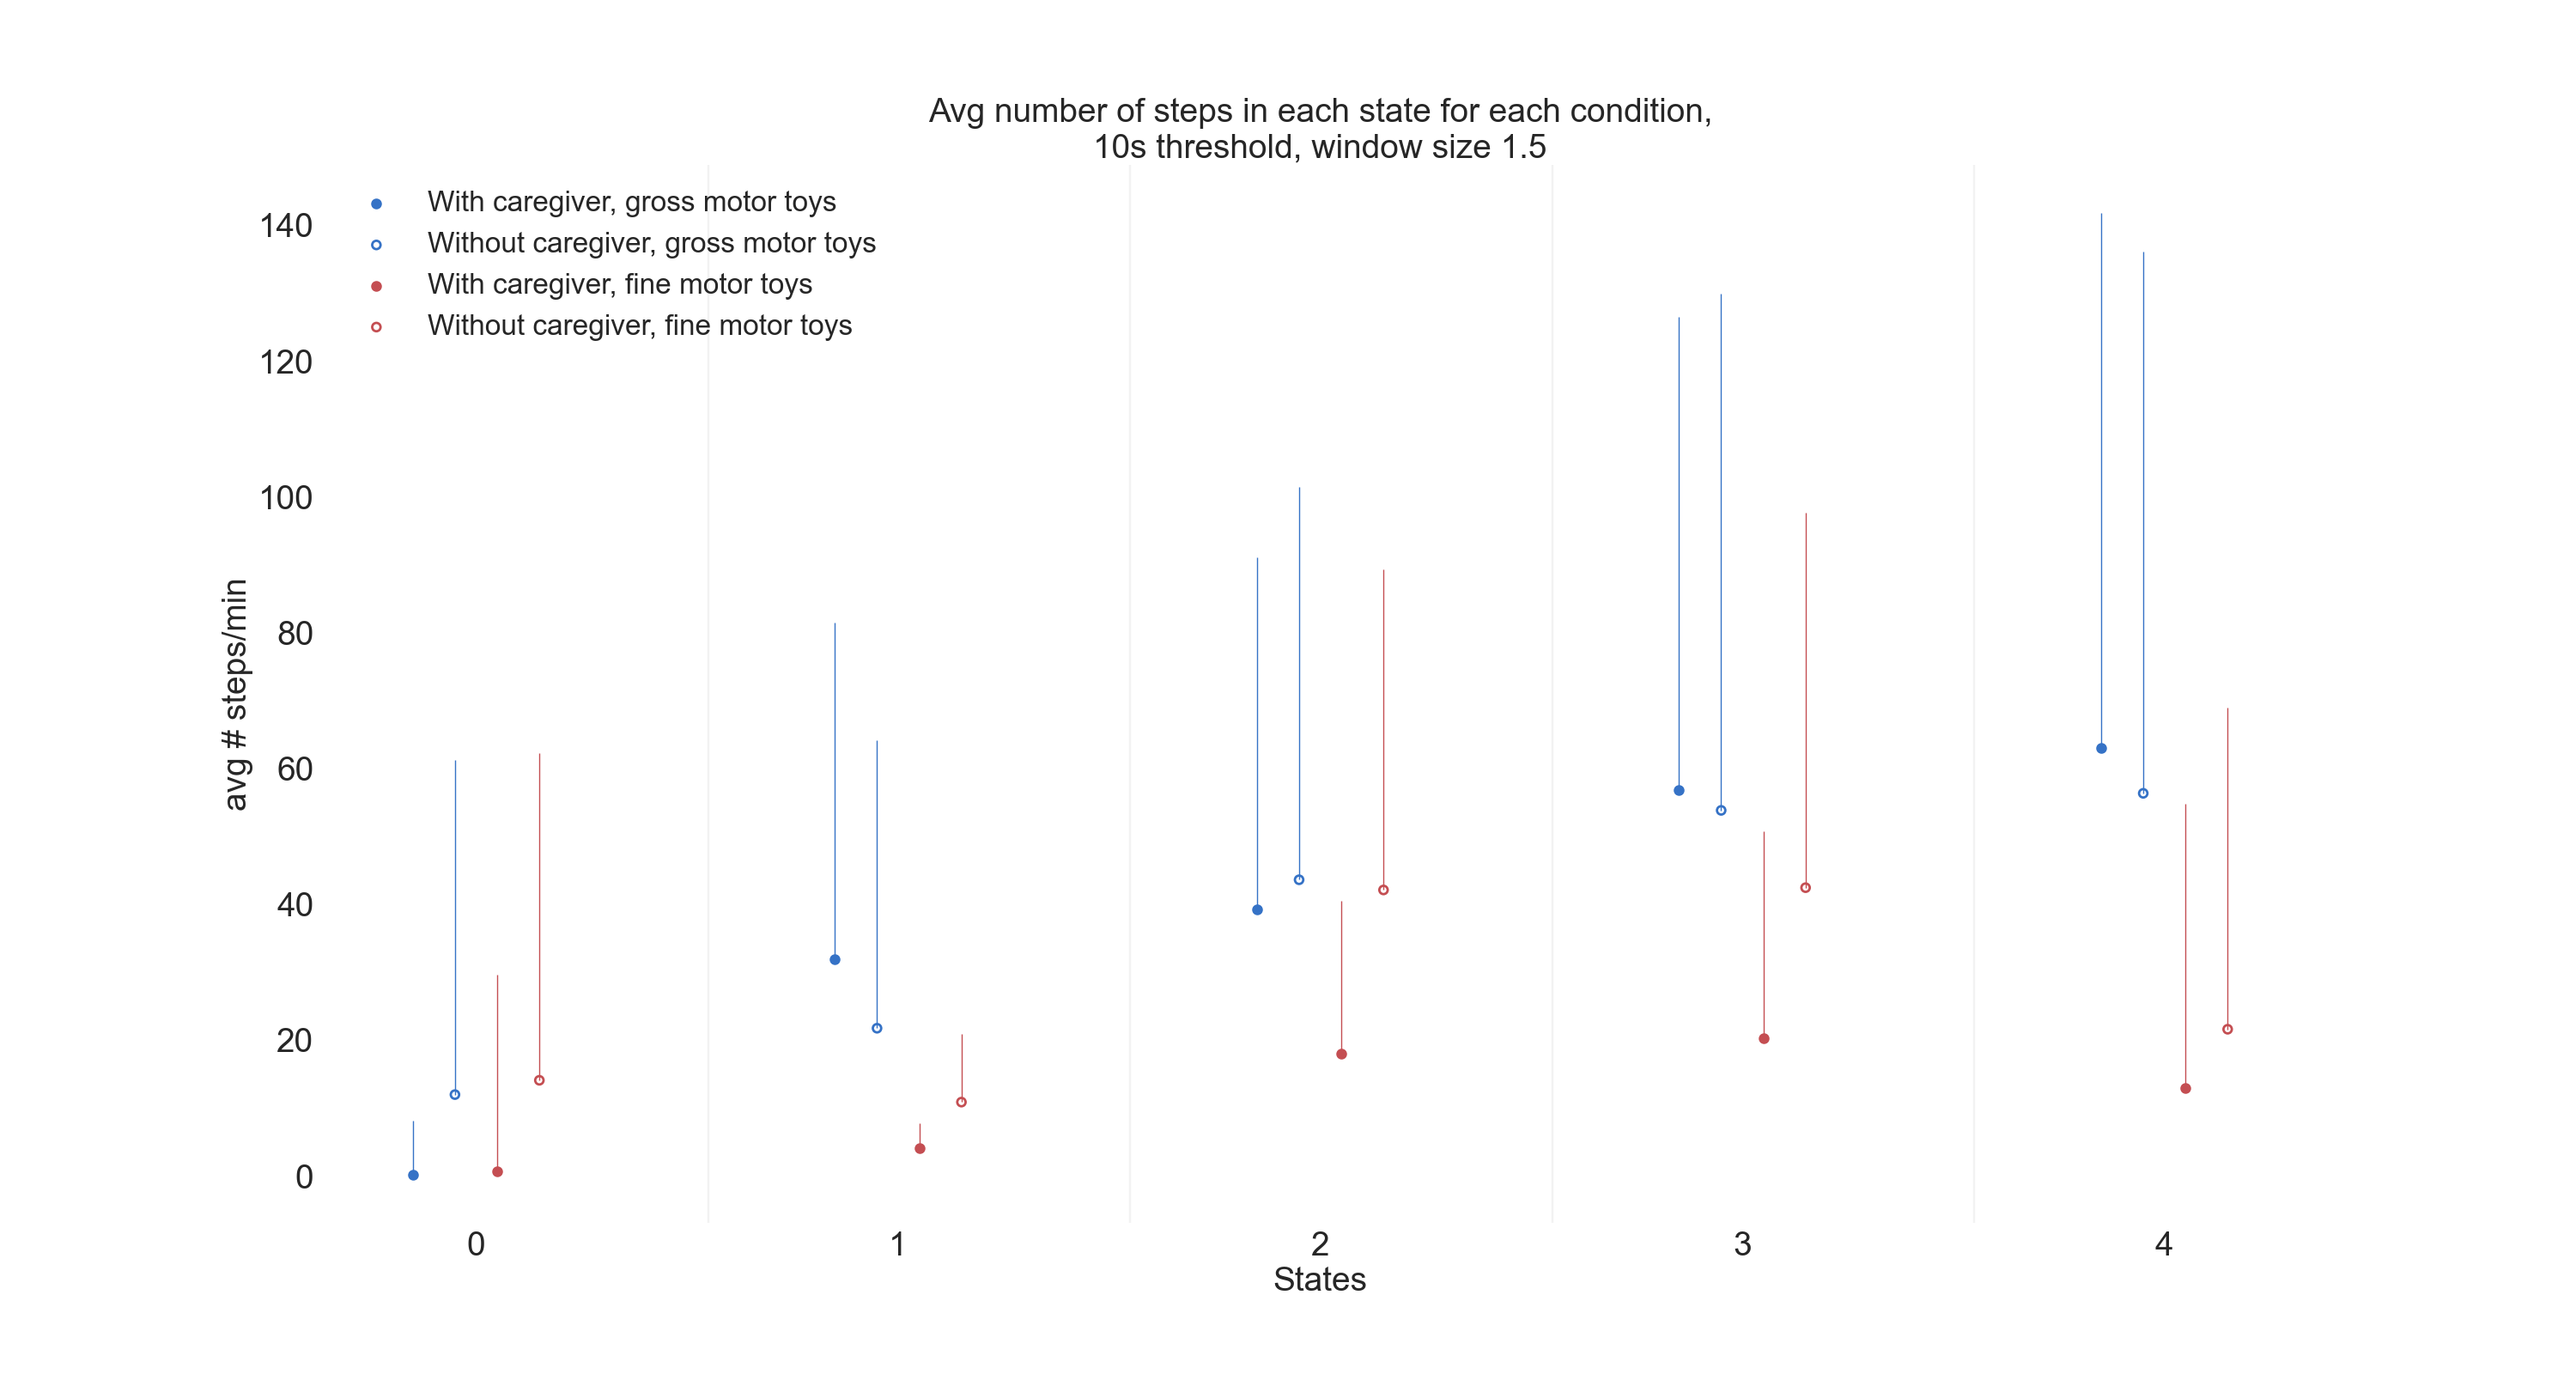 Avg number of steps in each state for each condition,
10s threshold, window size 1.5
With caregiver, gross motor toys
Without caregiver, gross motor toys
With caregiver, fine motor toys
Without caregiver, fine motor toys
140
120
100
80
60
40
20
0
avg # steps/min
0 1 2 3 4
States